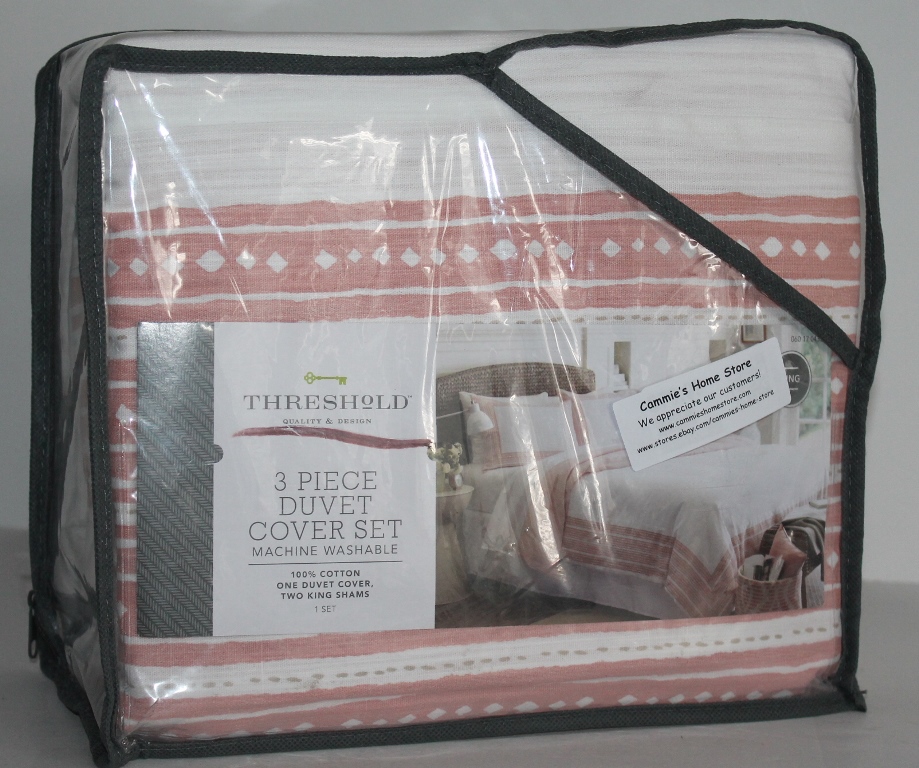 THRESHOLD™
QUALITY & DESIGN
3 PIECE
DUVET
COVER SET
MACHINE WASHABLE
100% COTTON
ONE DUVET COVER,
TWO KING SHAMS
1 SET
Cammie's Home Store
We appreciate our customers!
www.cammieshomestore.com
www.stores.ebay.com/cammies-home-store